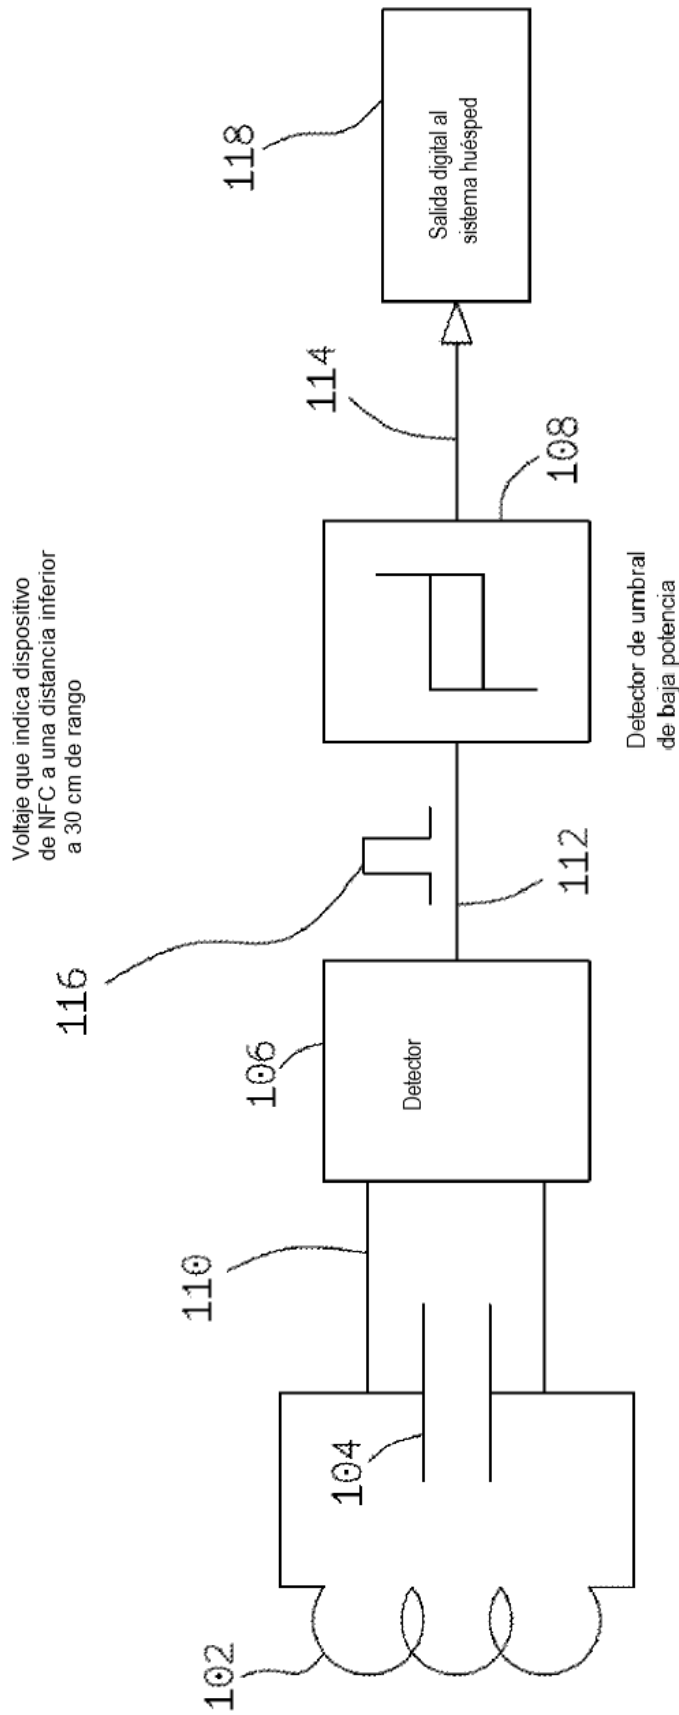 Voltaje que indica dispositivo
de NFC a una distancia inferior
a 30 cm de rango
116
110
102
118
106
114
104
Detector
Salida digital al
sistema huésped
112
108
Detector de umbral
de baja potencia